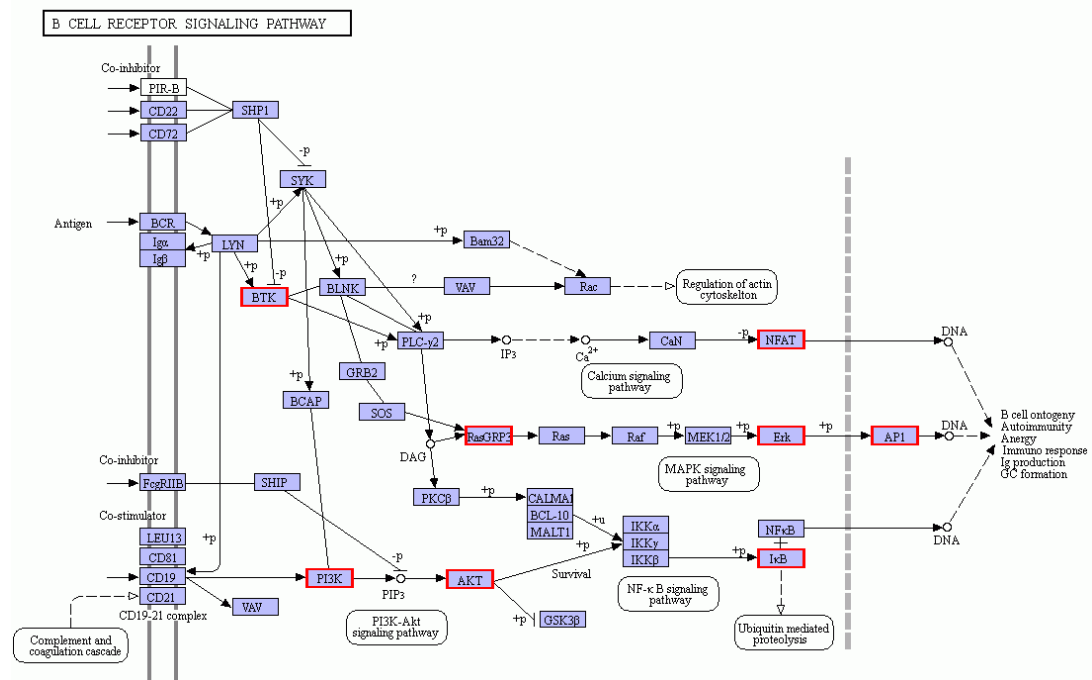 B CELL RECEPTOR SIGNALING PATHWAY
Co-inhibitor
PIR-B
CD22
CD72
SHP1
-p
SYK
+p
Antigen
BCR
Igα
Igβ
+p
LYN
+p
-p
+p
+p
Bam32
BTK
BLNK
?
VAV
Rac
Regulation of actin
cytoskelton
+p
+p
PLC-γ2
IP3
Ca2+
CaN
-p
NFAT
DNA
Calcium signaling
pathway
GRB2
+p
BCAP
SOS
RasGRP3
Ras
Raf
+p
MEK1/2
+p
Erk
+p
AP1
DNA
DAG
MAPK signaling
pathway
B cell ontogeny
Autoimmunity
Anergy
Immuno response
Ig production
GC formation
Co-inhibitor
FcgRIIB
SHIP
PKCβ
+p
CALMA1
BCL-10
MALT1
+u
+p
IKKα
IKKγ
IKKβ
+p
NFκB
IκB
DNA
Co-stimulator
LEU13
CD81
CD19
CD21
+p
CD19-21 complex
VAV
PI3K
-p
PIP3
AKT
Survival
+p
GSK3β
PI3K-Akt
signaling pathway
NF-κ B signaling
pathway
Ubiquitin mediated
proteolysis
Complement and
coagulation cascade